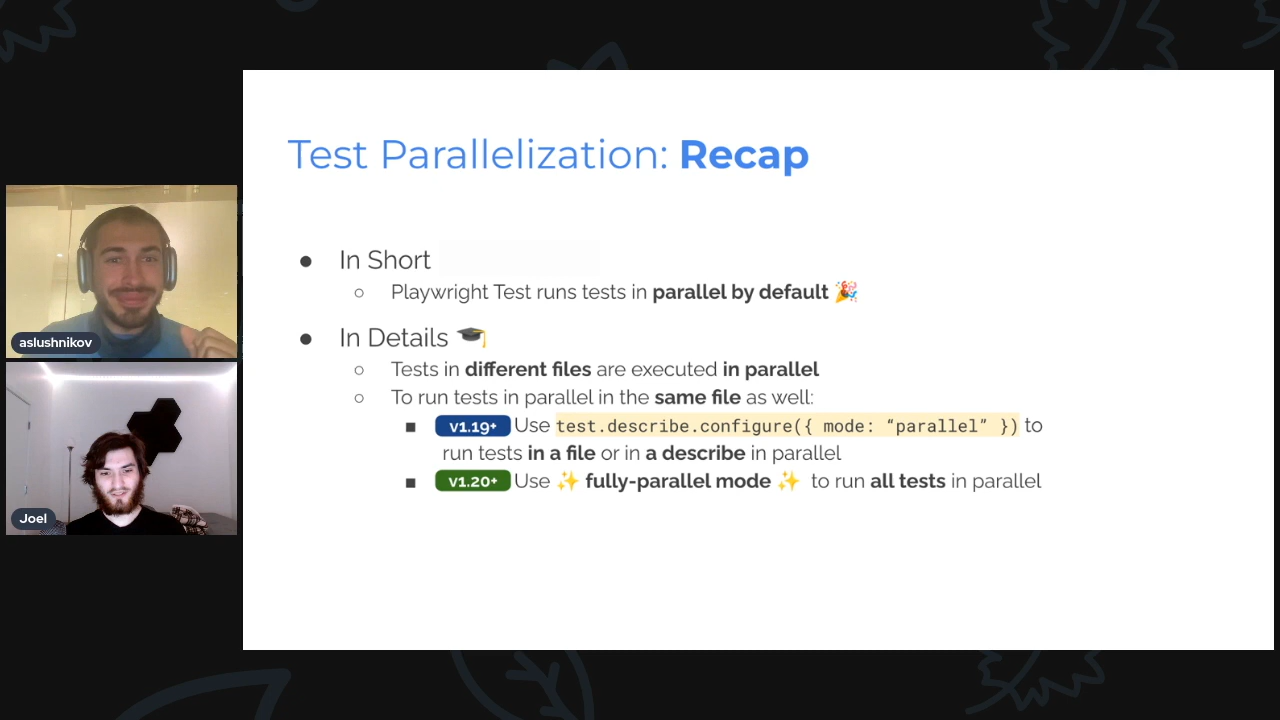 Test Parallelization: Recap
● In Short
○ Playwright Test runs tests in parallel by default 🎉
● In Details 🎓
○ Tests in different files are executed in parallel
○ To run tests in parallel in the same file as well:
■ v1.19+ Use test.describe.configure({ mode: “parallel” }) to
run tests in a file or in a describe in parallel
■ v1.20+ Use ✨ fully-parallel mode ✨ to run all tests in parallel
aslushnikov
Joel